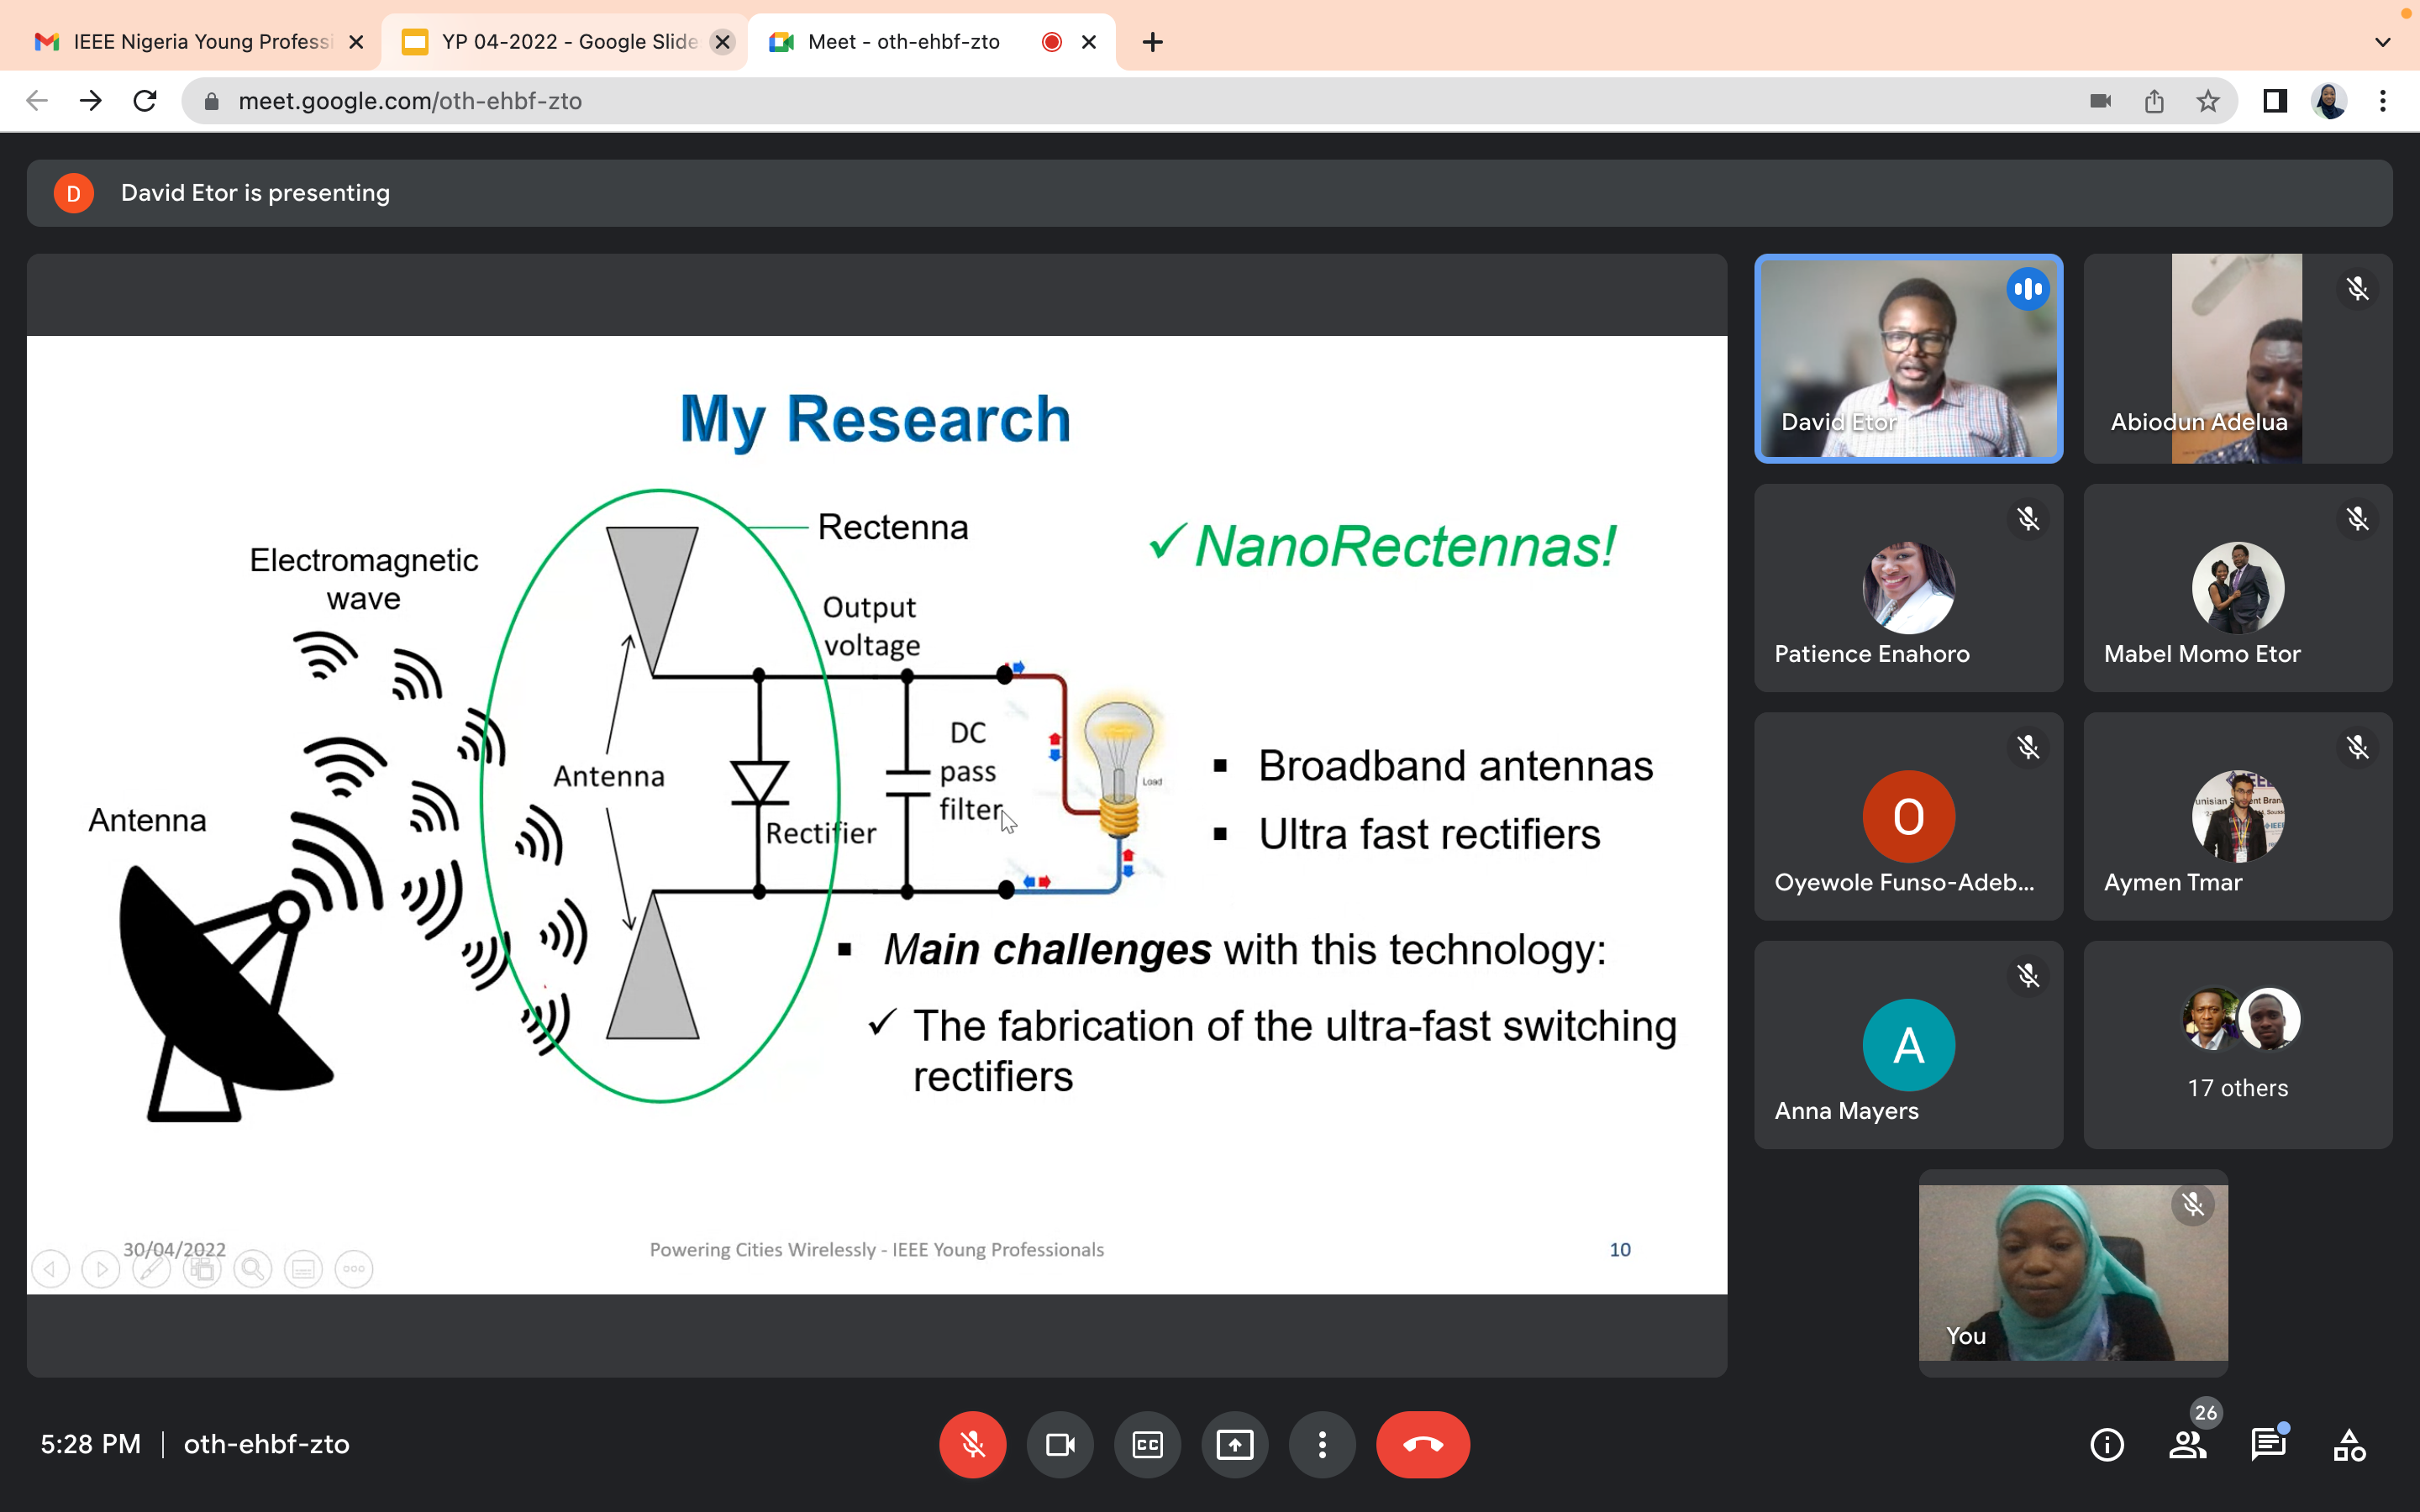 IEEE Nigeria Young Professi
YP 04-2022 - Google Slide
Meet - oth-ehbf-zto
meet.google.com/oth-ehbf-zto
D
David Etor is presenting
My Research
Rectenna
✓ NanoRectennas!
Electromagnetic
wave
Output
voltage
DC
pass
filter
Load
Antenna
Rectifier
Antenna
▪ Broadband antennas
▪ Ultra fast rectifiers
▪ Main challenges with this technology:
✓ The fabrication of the ultra-fast switching
rectifiers
30/04/2022
Powering Cities Wirelessly - IEEE Young Professionals
10
David Etor
Abiodun Adelua
Patience Enahoro
Mabel Momo Etor
O
Oyewole Funso-Adeb...
Aymen Tmar
A
Anna Mayers
17 others
You
5:28 PM | oth-ehbf-zto
CC
26